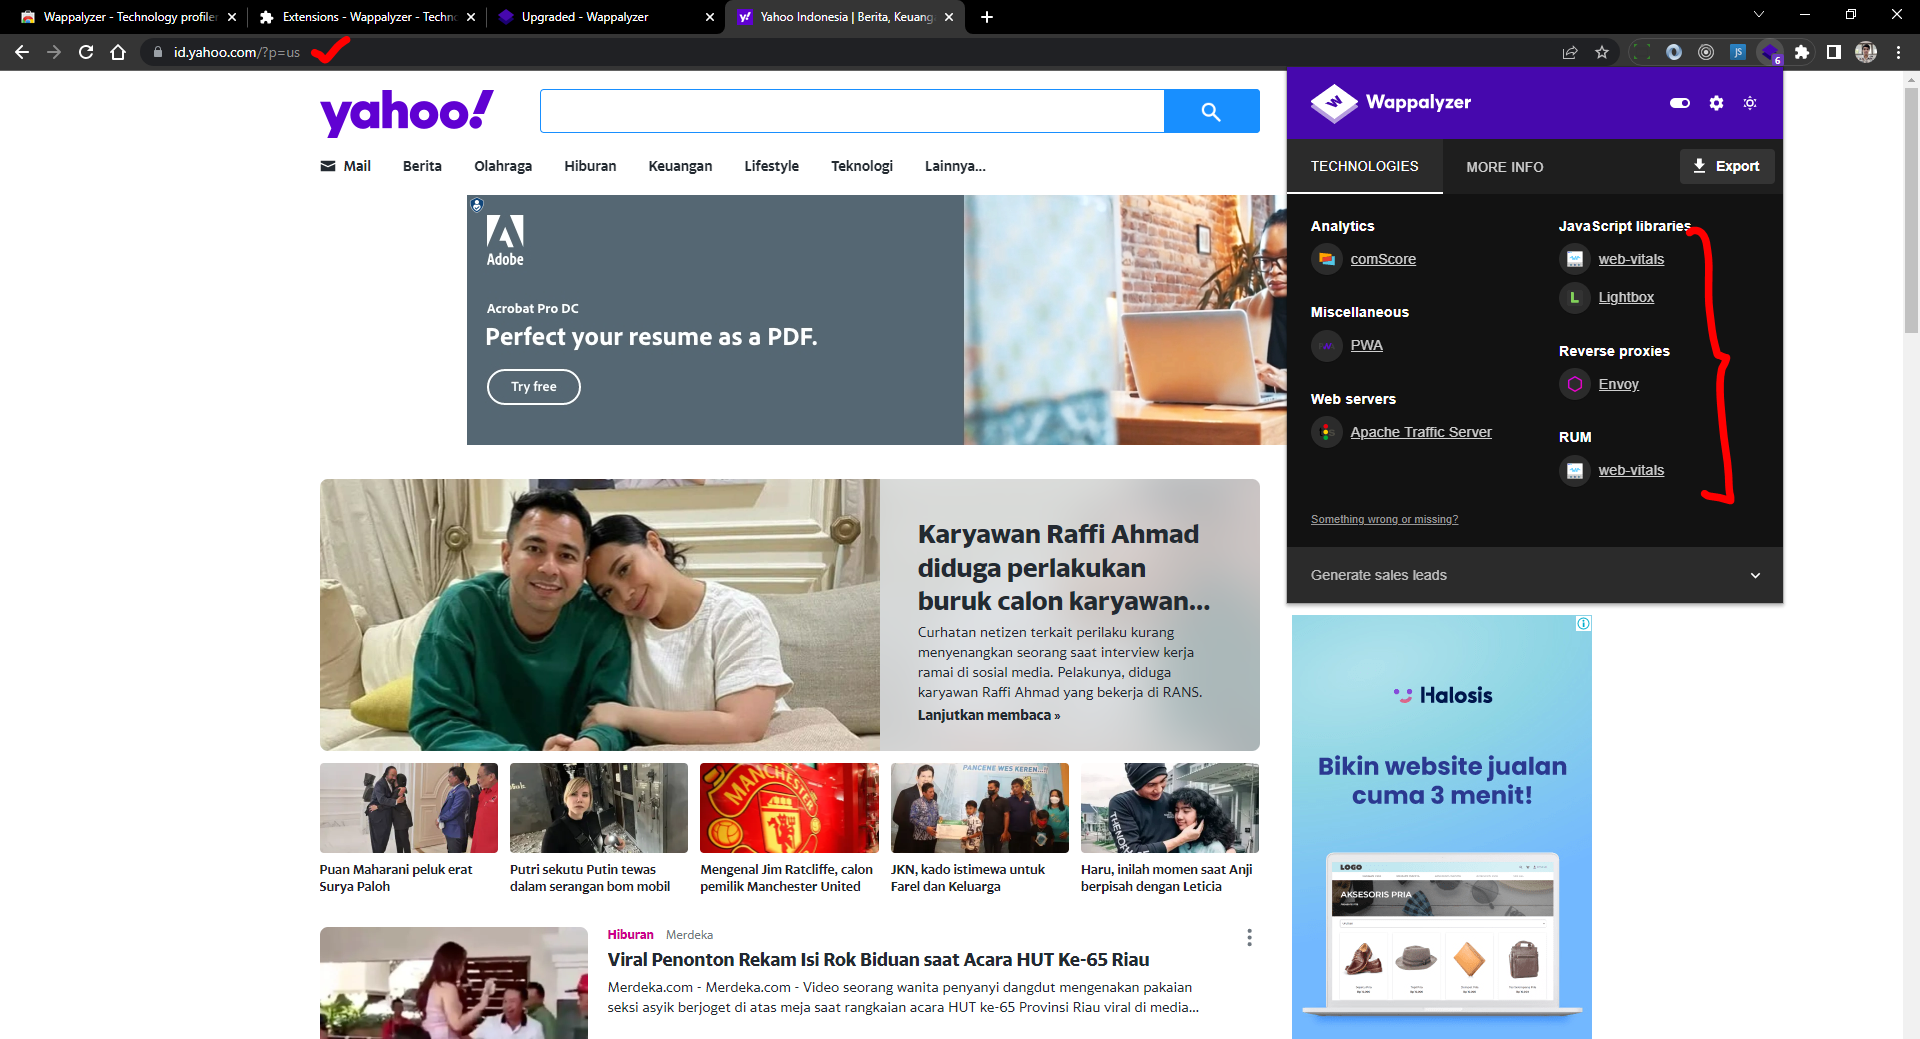 Wappalyzer - Technology profiler
Extensions - Wappalyzer - Techno
Upgraded - Wappalyzer
Yahoo Indonesia | Berita, Keuanga
id.yahoo.com/?p=us
JS
6
yahoo!
Mail
Berita
Olahraga
Hiburan
Keuangan
Lifestyle
Teknologi
Lainnya...
Adobe
Acrobat Pro DC
Perfect your resume as a PDF.
Try free
Wappalyzer
TECHNOLOGIES
MORE INFO
Export
Analytics
comScore
Miscellaneous
PWA
Web servers
Apache Traffic Server
JavaScript libraries
web-vitals
Lightbox
Reverse proxies
Envoy
RUM
web-vitals
Something wrong or missing?
Generate sales leads
Karyawan Raffi Ahmad
diduga perlakukan
buruk calon karyawan...
Curhatan netizen terkait perilaku kurang
menyenangkan seorang saat interview kerja
ramai di sosial media. Pelakunya, diduga
karyawan Raffi Ahmad yang bekerja di RANS.
Lanjutkan membaca »
MANCHESTER
PANCENE WES KEREN...!!
Puan Maharani peluk erat
Surya Paloh
Putri sekutu Putin tewas
dalam serangan bom mobil
Mengenal Jim Ratcliffe, calon
pemilik Manchester United
JKN, kado istimewa untuk
Farel dan Keluarga
Haru, inilah momen saat Anji
berpisah dengan Leticia
Hiburan
Merdeka
Viral Penonton Rekam Isi Rok Biduan saat Acara HUT Ke-65 Riau
Merdeka.com - Merdeka.com - Video seorang wanita penyanyi dangdut mengenakan pakaian
seksi asyik berjoget di atas meja saat rangkaian acara HUT ke-65 Provinsi Riau viral di media...
Halosis
Bikin website jualan
cuma 3 menit!
LOGO
AKSESORIS PRIA